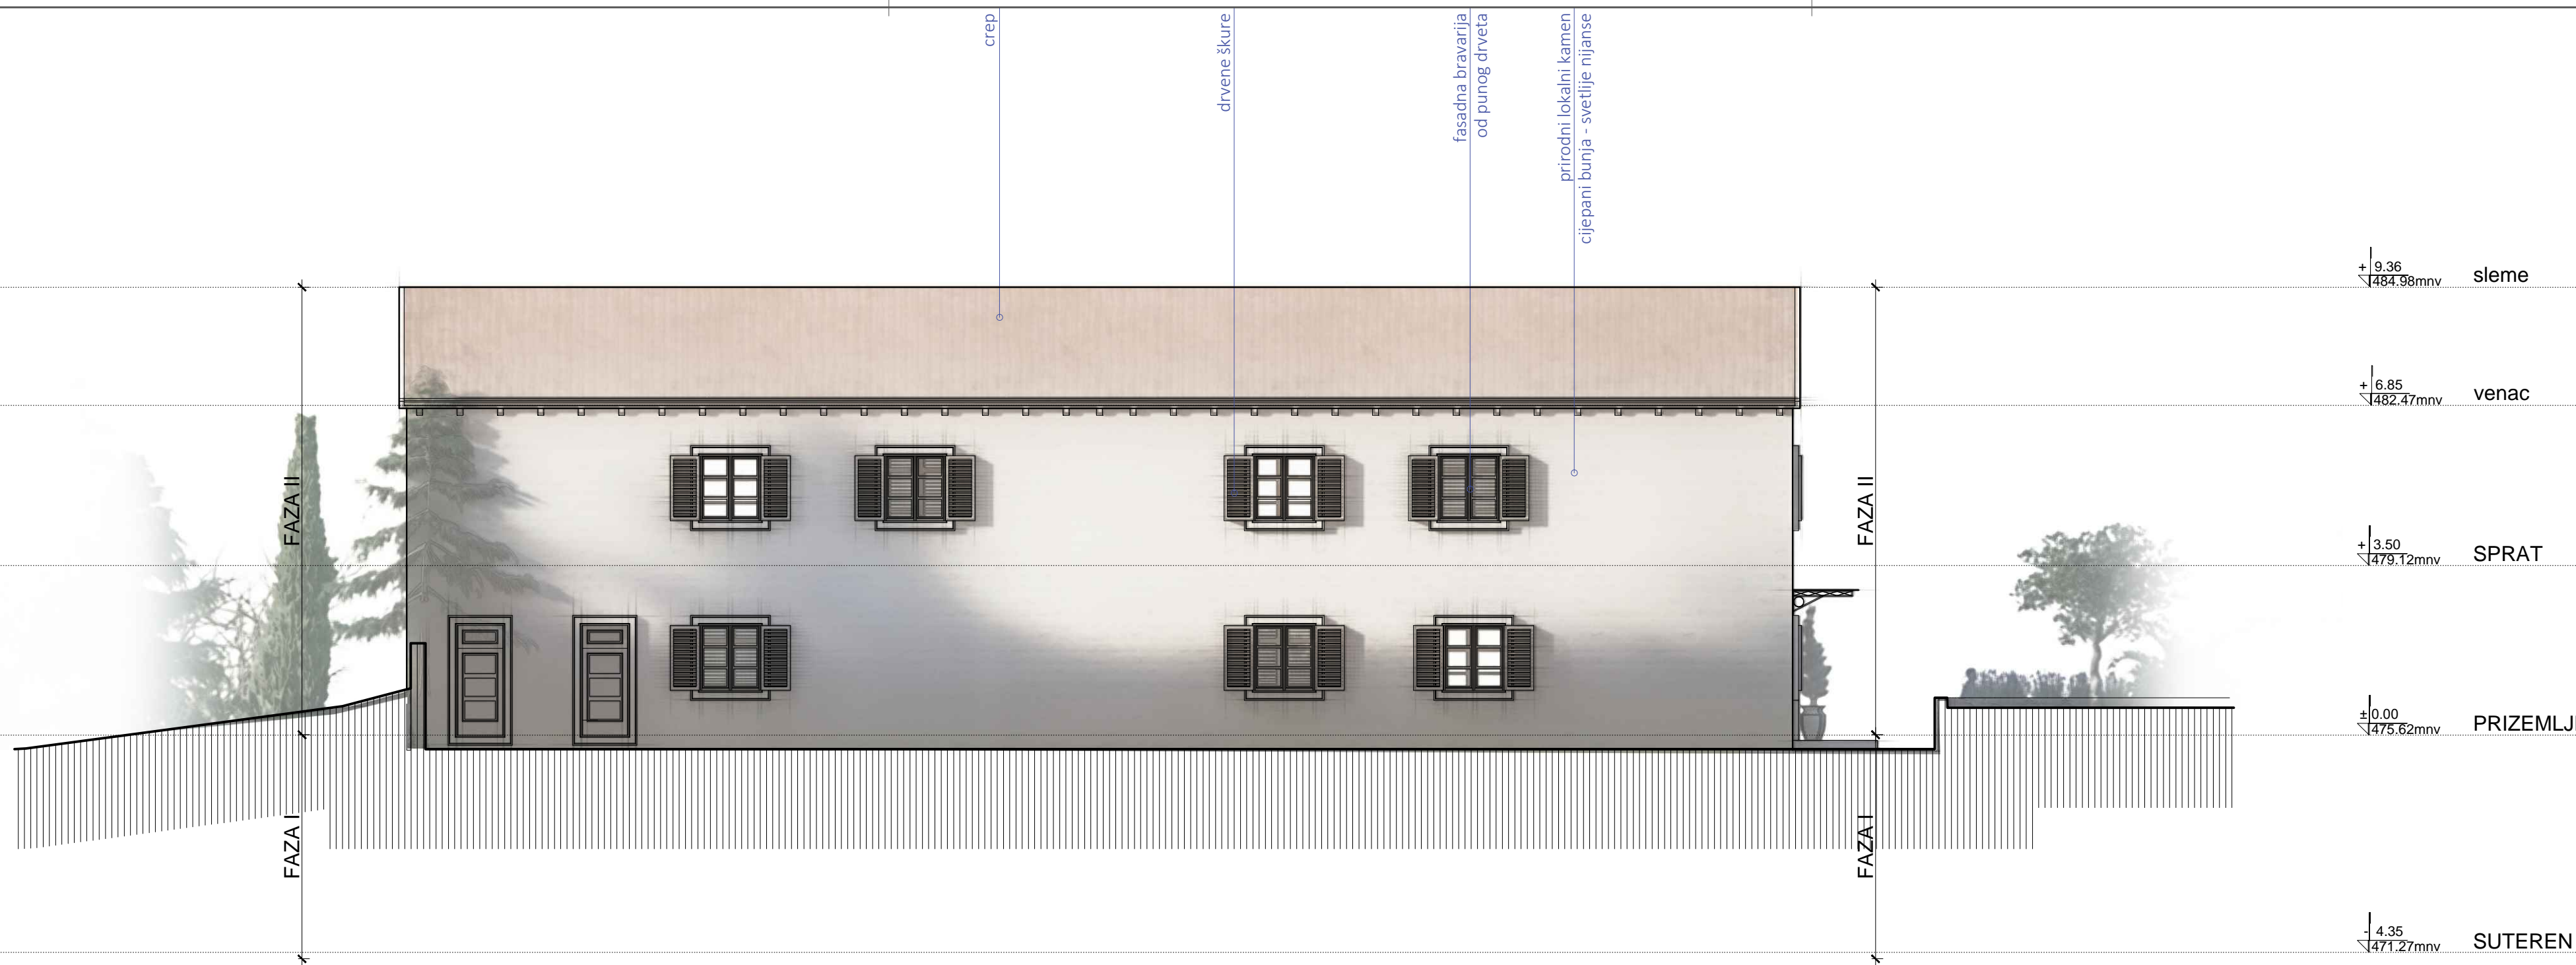 crep
drvene škure
fasadna bravarija
od punog drveta
prirodni lokalni kamen
cijepani bunja - svetlije nijanse
+ 9.36
484.98mnv
sleme
+ 6.85
482.47mnv
venac
FAZA II
FAZA II
+ 3.50
479.12mnv
SPRAT
±0.00
475.62mnv
FAZA I
FAZA I
- 4.35
471.27mnv
SUTEREN